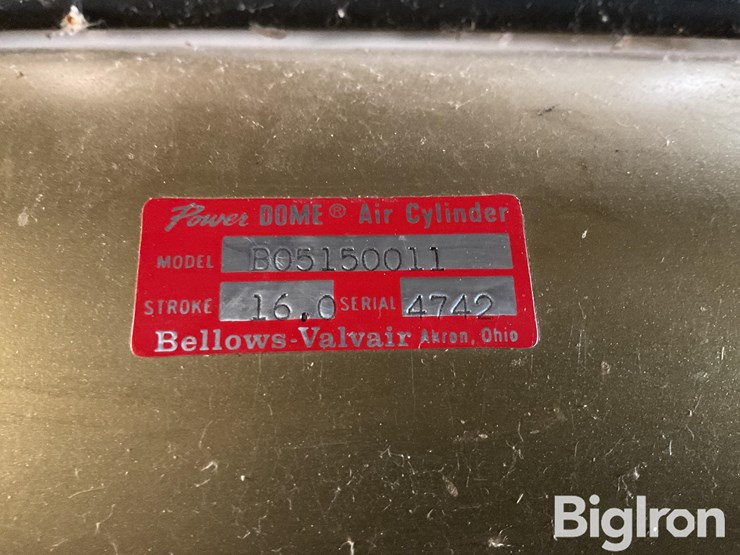 Power DOME® Air Cylinder
MODEL B05150011
STROKE 16.0 SERIAL 4742
Bellows-Valvair Akron, Ohio
BigIron